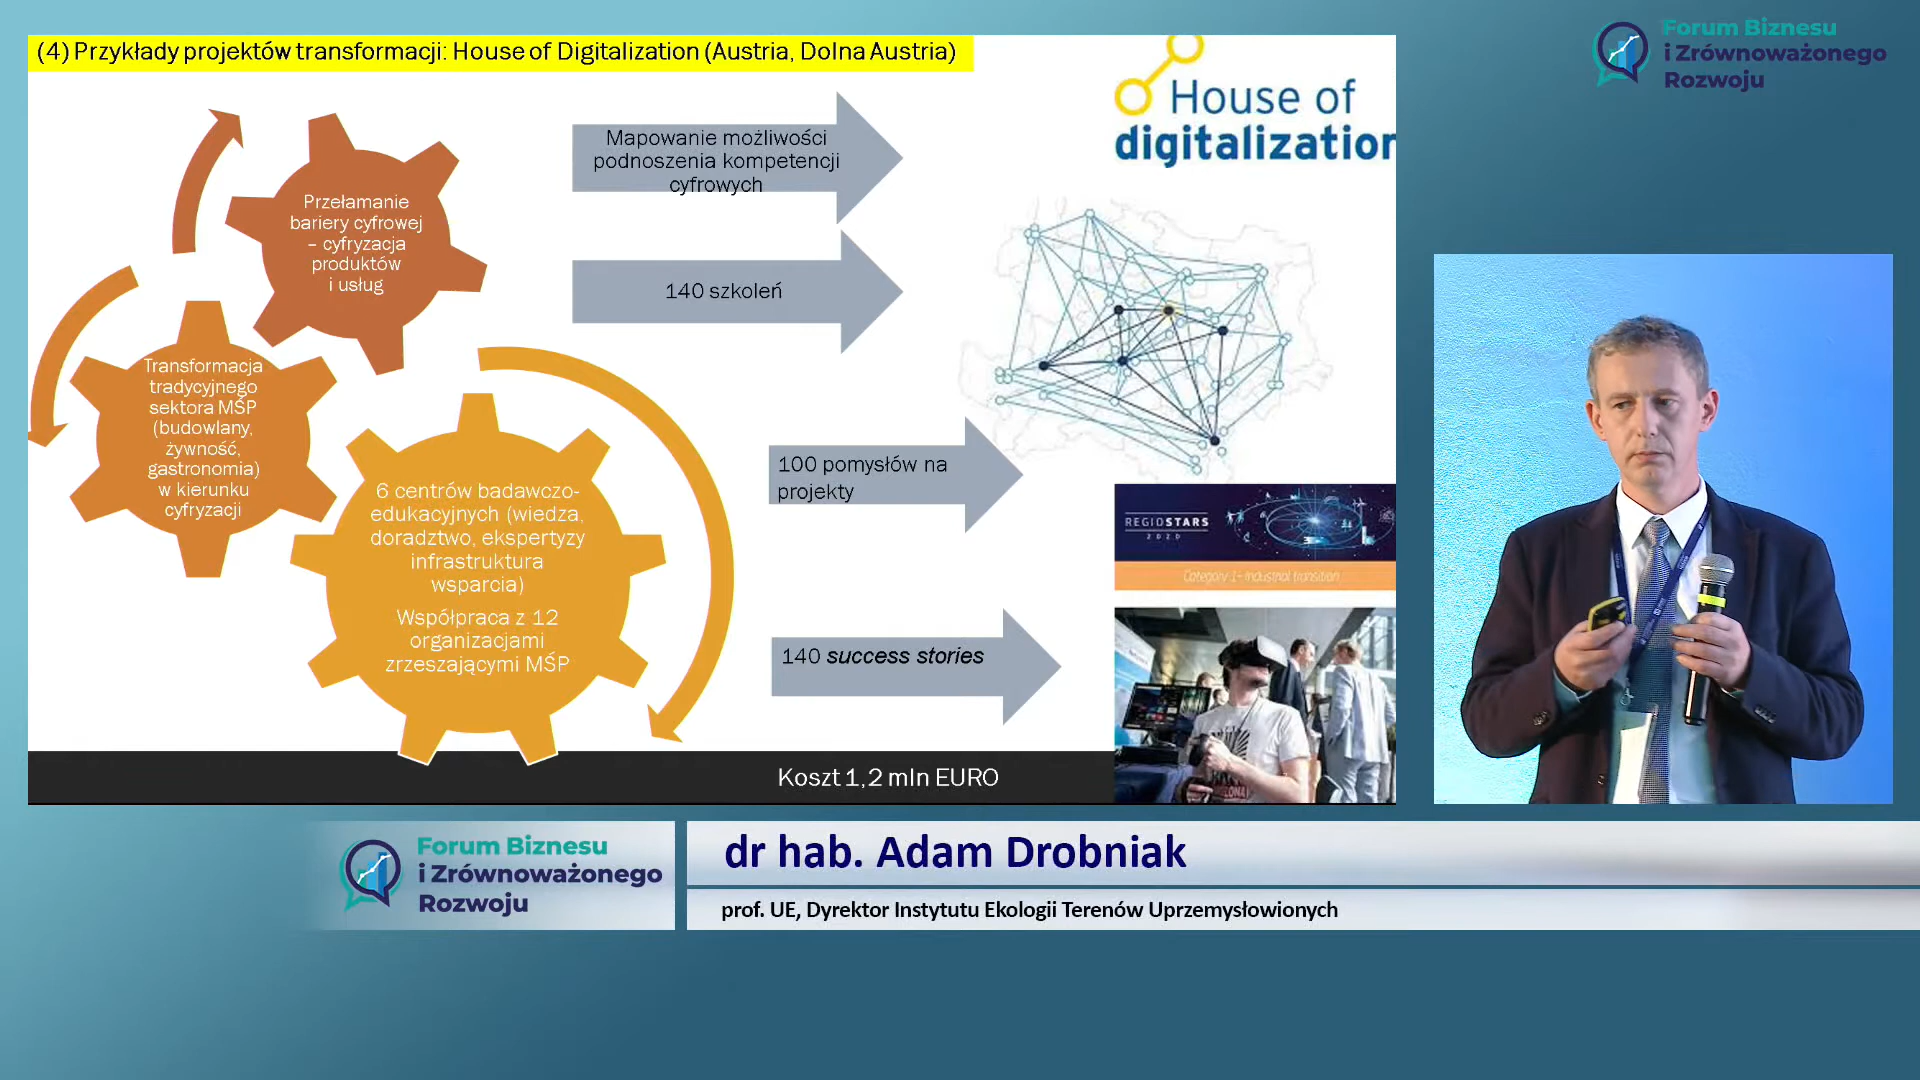 (4) Przykłady projektów transformacji: House of Digitalization (Austria, Dolna Austria)
Forum Biznesu
i Zrównoważonego
Rozwoju
Przełamanie
bariery cyfrowej
– cyfryzacja
produktów
i usług
Transformacja
tradycyjnego
sektora MŚP
(budowlany,
żywność,
gastronomia)
w kierunku
cyfryzacji
6 centrów badawczo-
edukacyjnych (wiedza,
doradztwo, ekspertyzy
infrastruktura
wsparcia)
Współpraca z 12
organizacjami
zrzeszającymi MŚP
Mapowanie możliwości
podnoszenia kompetencji
cyfrowych
140 szkoleń
100 pomysłów na
projekty
140 success stories
House of
digitalization
REGIOSTARS
2020
Category 1 – Industrial transition
Koszt 1,2 mln EURO
Forum Biznesu
i Zrównoważonego
Rozwoju
dr hab. Adam Drobniak
prof. UE, Dyrektor Instytutu Ekologii Terenów Uprzemysłowionych